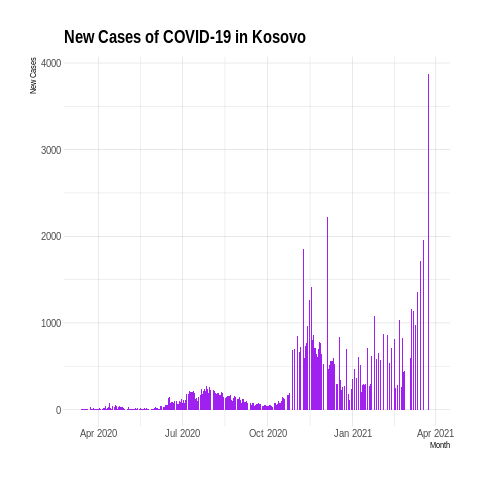 New Cases of COVID-19 in Kosovo
New Cases
4000
3000
2000
1000
0
Apr 2020
Jul 2020
Oct 2020
Jan 2021
Apr 2021
Month